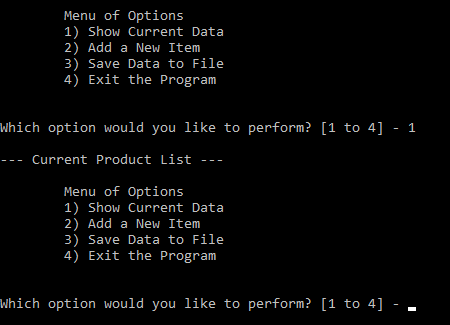 Menu of Options
1) Show Current Data
2) Add a New Item
3) Save Data to File
4) Exit the Program
Which option would you like to perform? [1 to 4] - 1
--- Current Product List ---
Menu of Options
1) Show Current Data
2) Add a New Item
3) Save Data to File
4) Exit the Program
Which option would you like to perform? [1 to 4] -